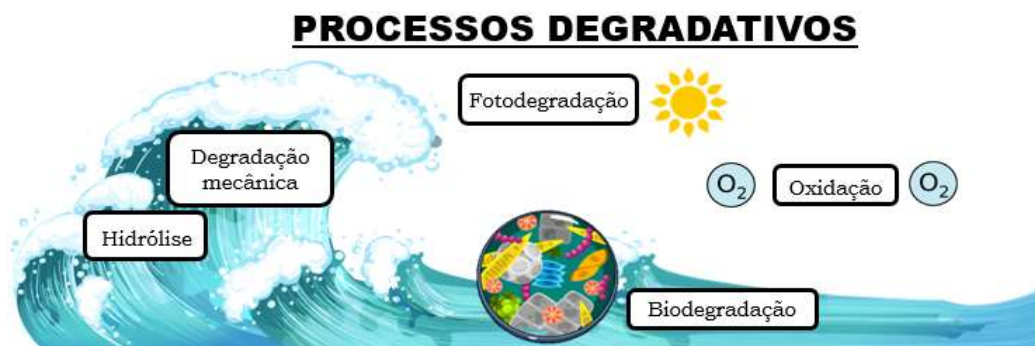 PROCESSOS DEGRADATIVOS
Fotodegradação
Degradação
mecânica
O₂ Oxidação O₂
Hidrólise
Biodegradação